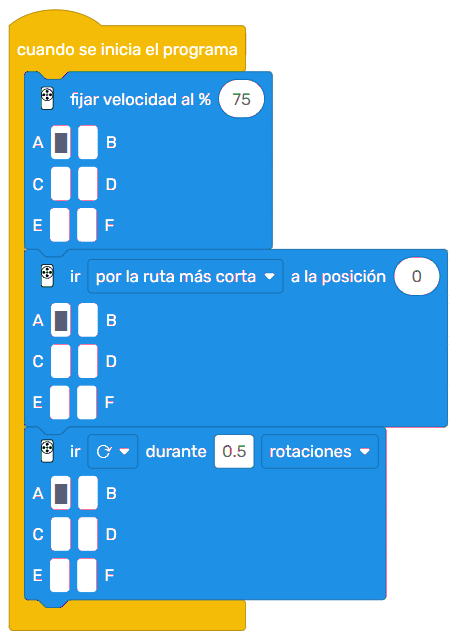 cuando se inicia el programa
fijar velocidad al % 75
A B
C D
E F
ir por la ruta más corta a la posición 0
A B
C D
E F
ir durante 0.5 rotaciones
A B
C D
E F